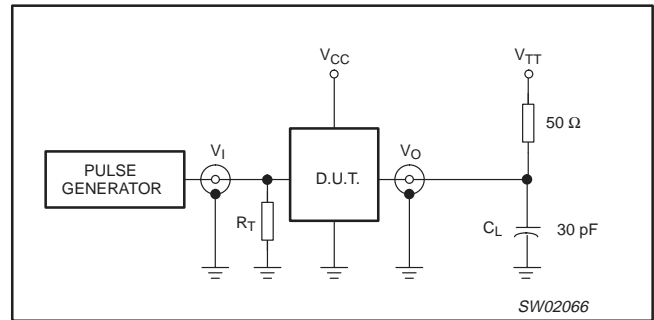 VCC
VTT
50 Ω
VI
VO
PULSE
GENERATOR
D.U.T.
RT
CL
30 pF
SW02066